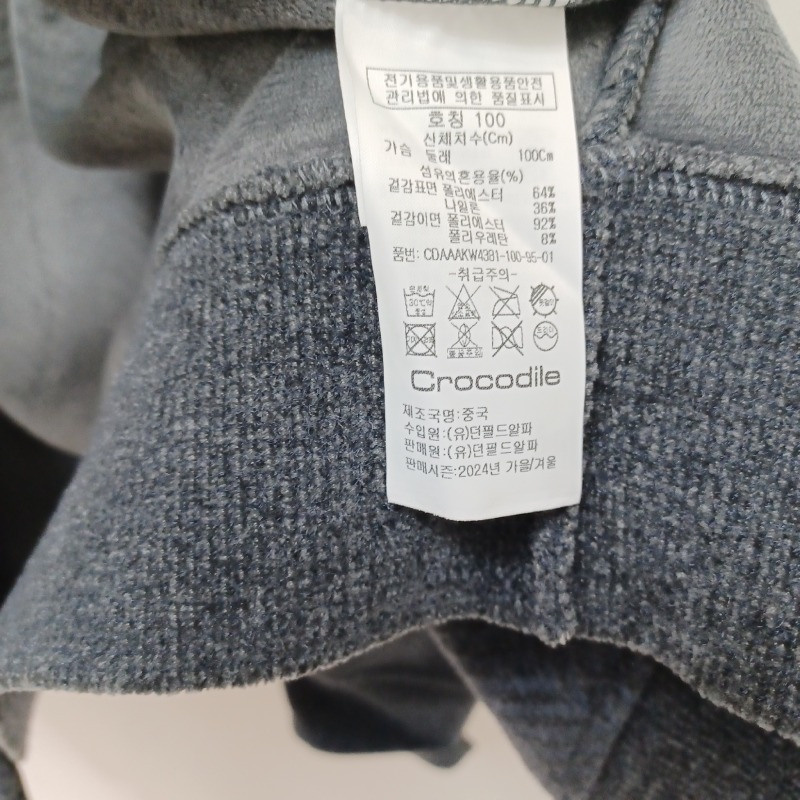 전기용품및생활용품안전
관리법에 의한 품질표시
호칭 100
신체치수(Cm)
가슴 둘레 100Cm
섬유의혼용율(%)
겉감표면 폴리에스터 64%
나일론 36%
겉감이면 폴리에스터 92%
폴리우레탄 8%
품번: CDAAAKW4381-100-95-01
-취급주의-
Crocodile
제조국명:중국
수입원:(유)던필드알파
판매원:(유)던필드알파
판매시즌:2024년 가을/겨울